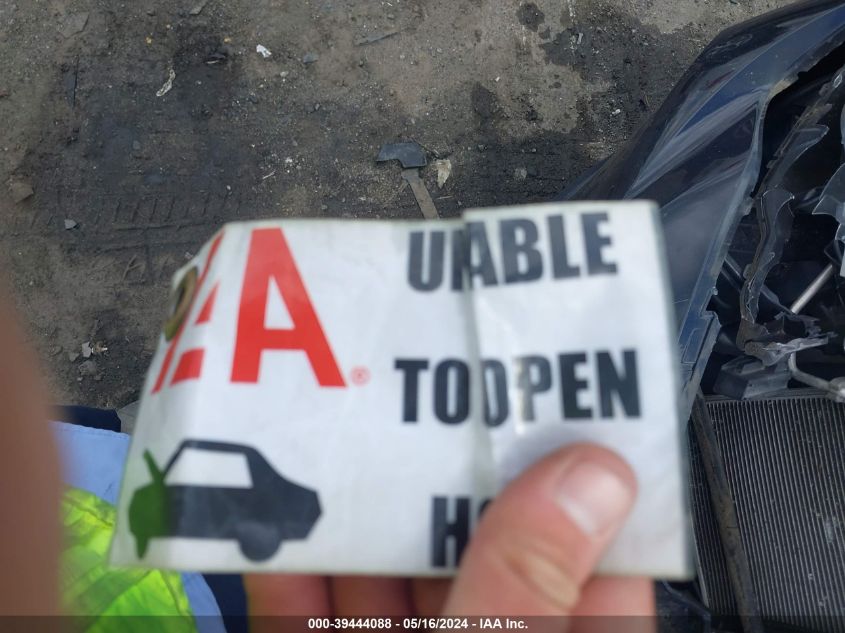 A®
UNABLE
TO OPEN
000-39444088 - 05/16/2024 - IAA Inc.